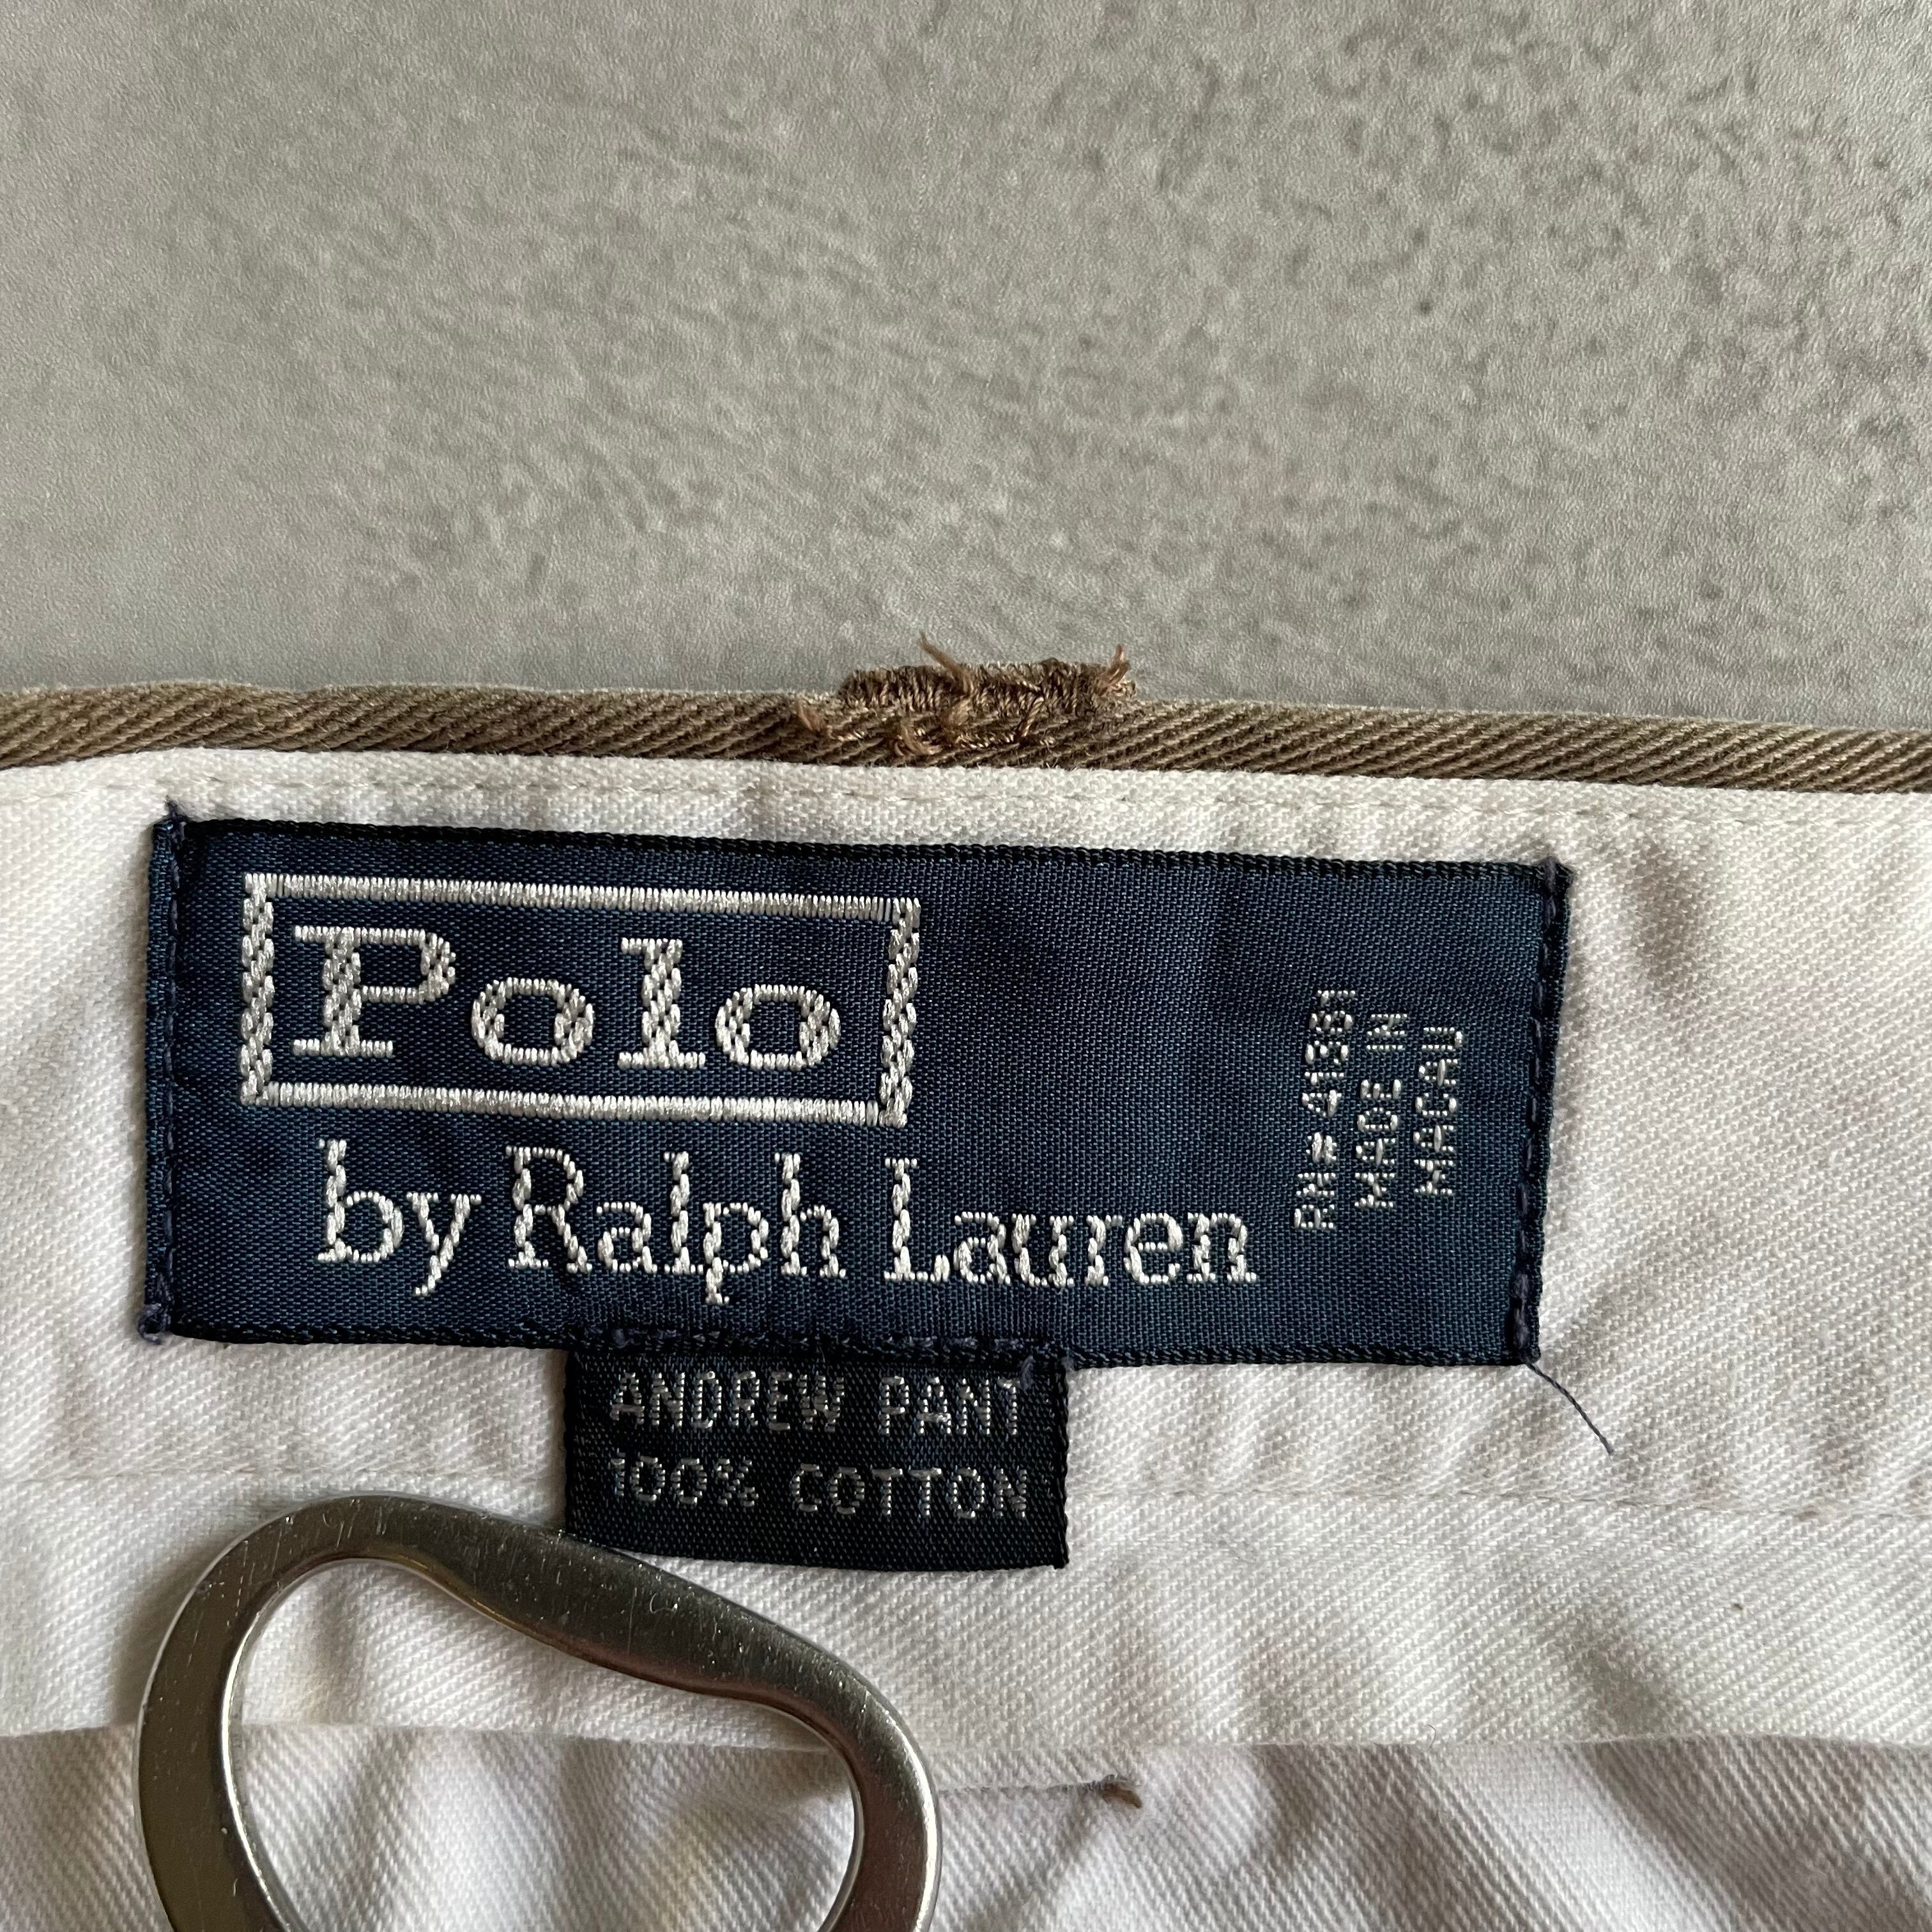 Polo
by Ralph Lauren
RN# 41381
MADE IN
MACAU
ANDREW PANT
100% COTTON